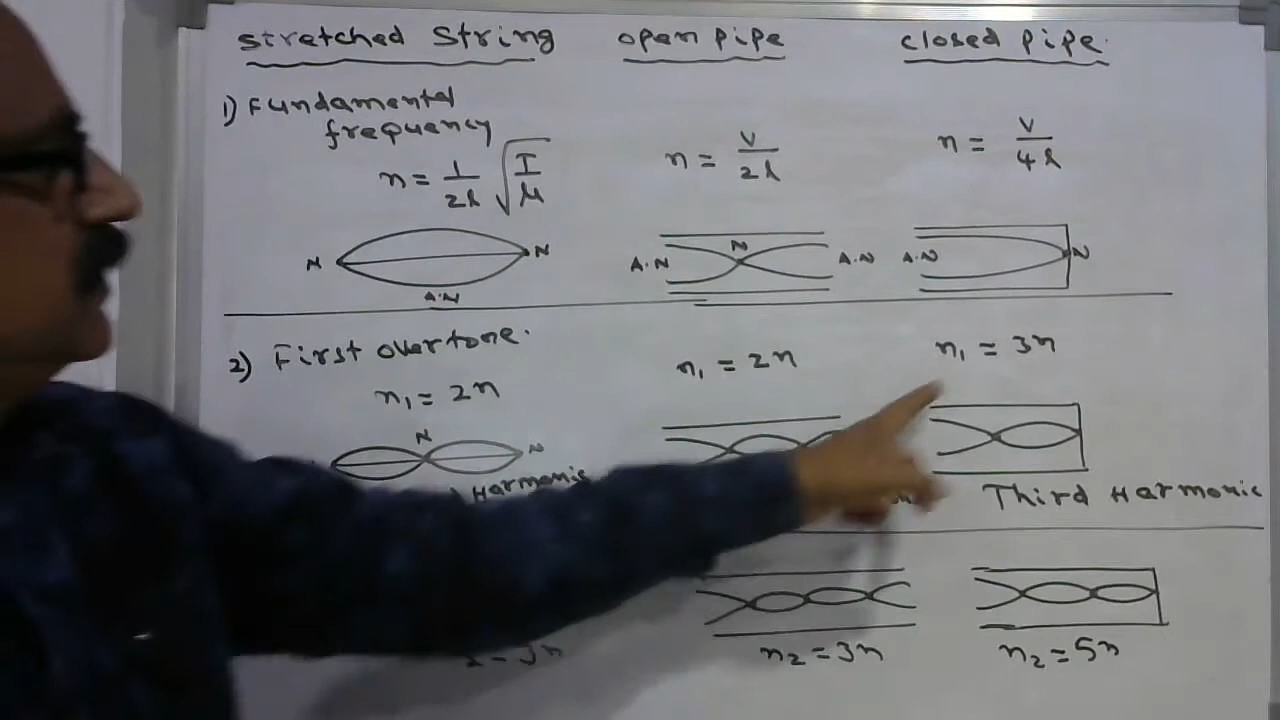 Stretched String open pipe closed pipe.
1) Fundamental
frequency
n = 1/2l √T/μ n = V/2l n = V/4l
N N A.N N A.N A.N N
A.N
2) First overtone.
n₁ = 2n n₁ = 2n n₁ = 3n
N N
Harmonic Third Harmonic
= 3n n₂ = 3n n₂ = 5n